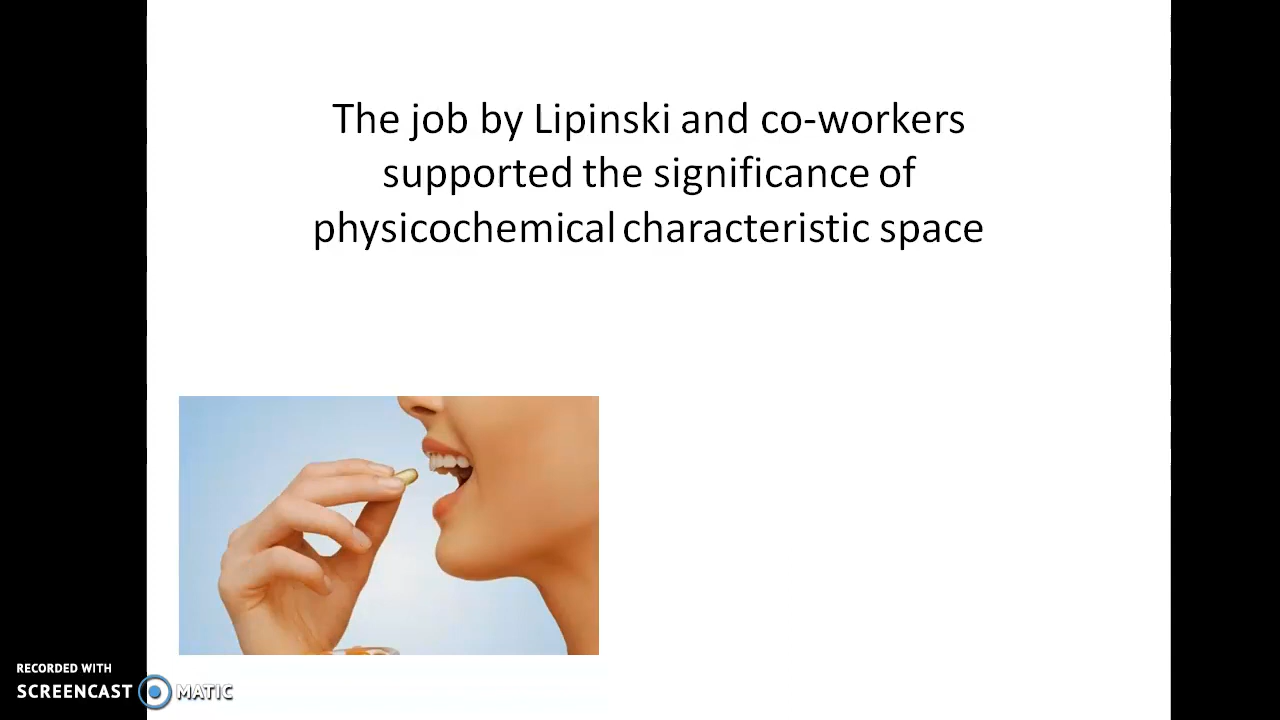 The job by Lipinski and co-workers
supported the significance of
physicochemical characteristic space
RECORDED WITH
SCREENCAST MATIC